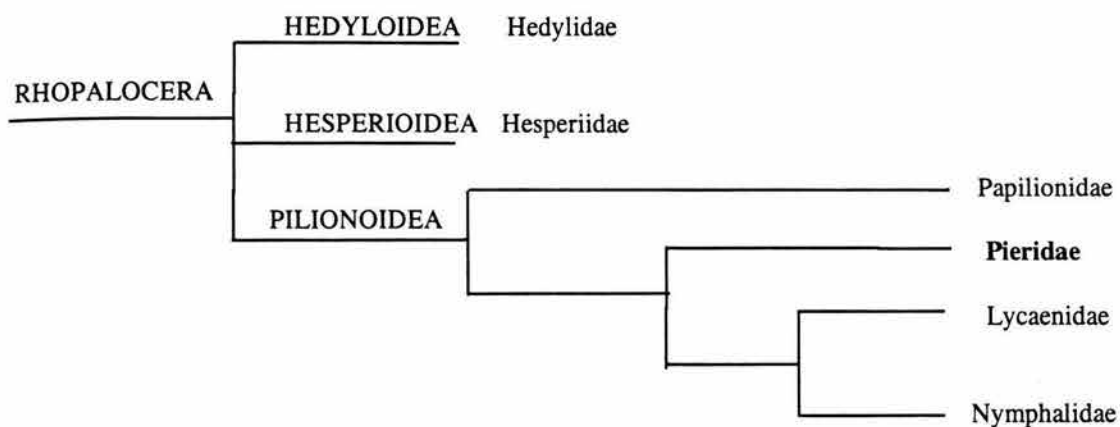 HEDYLOIDEA Hedylidae
RHOPALOCERA
HESPERIOIDEA Hesperiidae
Papilionidae
PILIONOIDEA
Pieridae
Lycaenidae
Nymphalidae